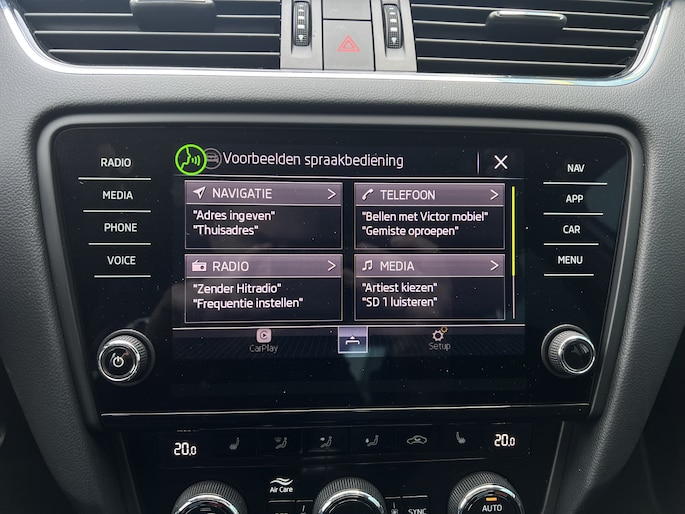 Voorbeelden spraakbediening
RADIO
MEDIA
PHONE
VOICE
NAVIGATIE
"Adres ingeven"
"Thuisadres"
TELEFOON
"Bellen met Victor mobiel"
"Gemiste oproepen"
RADIO
"Zender Hitradio"
"Frequentie instellen"
MEDIA
"Artiest kiezen"
"SD 1 luisteren"
CarPlay
Setup
NAV
APP
CAR
MENU
20.0
20.0
Air Care
SYNC
AUTO